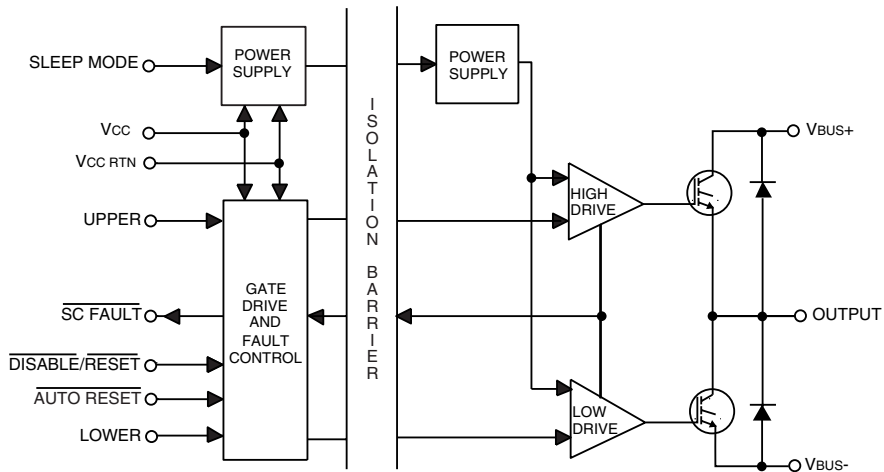 SLEEP MODE
POWER
SUPPLY
POWER
SUPPLY
VCC
VCC RTN
VBUS+
UPPER
HIGH
DRIVE
ISOLATION BARRIER
GATE
DRIVE
AND
FAULT
CONTROL
SC FAULT
OUTPUT
DISABLE/RESET
AUTO RESET
LOWER
LOW
DRIVE
VBUS-